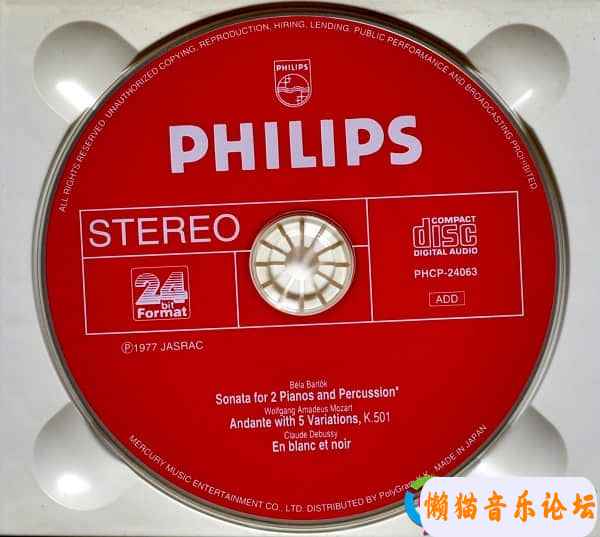 ALL RIGHTS RESERVED. UNAUTHORIZED COPYING, REPRODUCTION, HIRING, LENDING, PUBLIC PERFORMANCE AND BROADCASTING PROHIBITED.
PHILIPS
PHILIPS
STEREO
COMPACT
disc
DIGITAL AUDIO
PHCP-24063
ADD
24
bit
Format
Ⓟ1977 JASRAC
Béla Bartók
Sonata for 2 Pianos and Percussion*
Wolfgang Amadeus Mozart
Andante with 5 Variations, K.501
Claude Debussy
En blanc et noir
MERCURY MUSIC ENTERTAINMENT CO., LTD. DISTRIBUTED BY PolyGram K.K. MADE IN JAPAN
懒猫音乐论坛